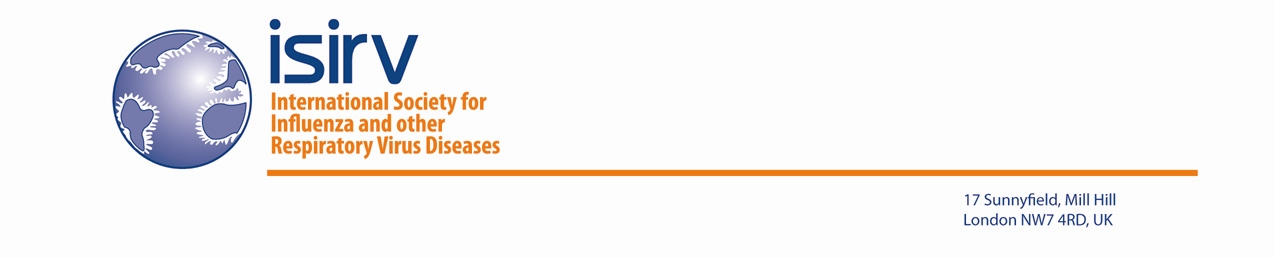 isirv
International Society for
Influenza and other
Respiratory Virus Diseases
17 Sunnyfield, Mill Hill
London NW7 4RD, UK